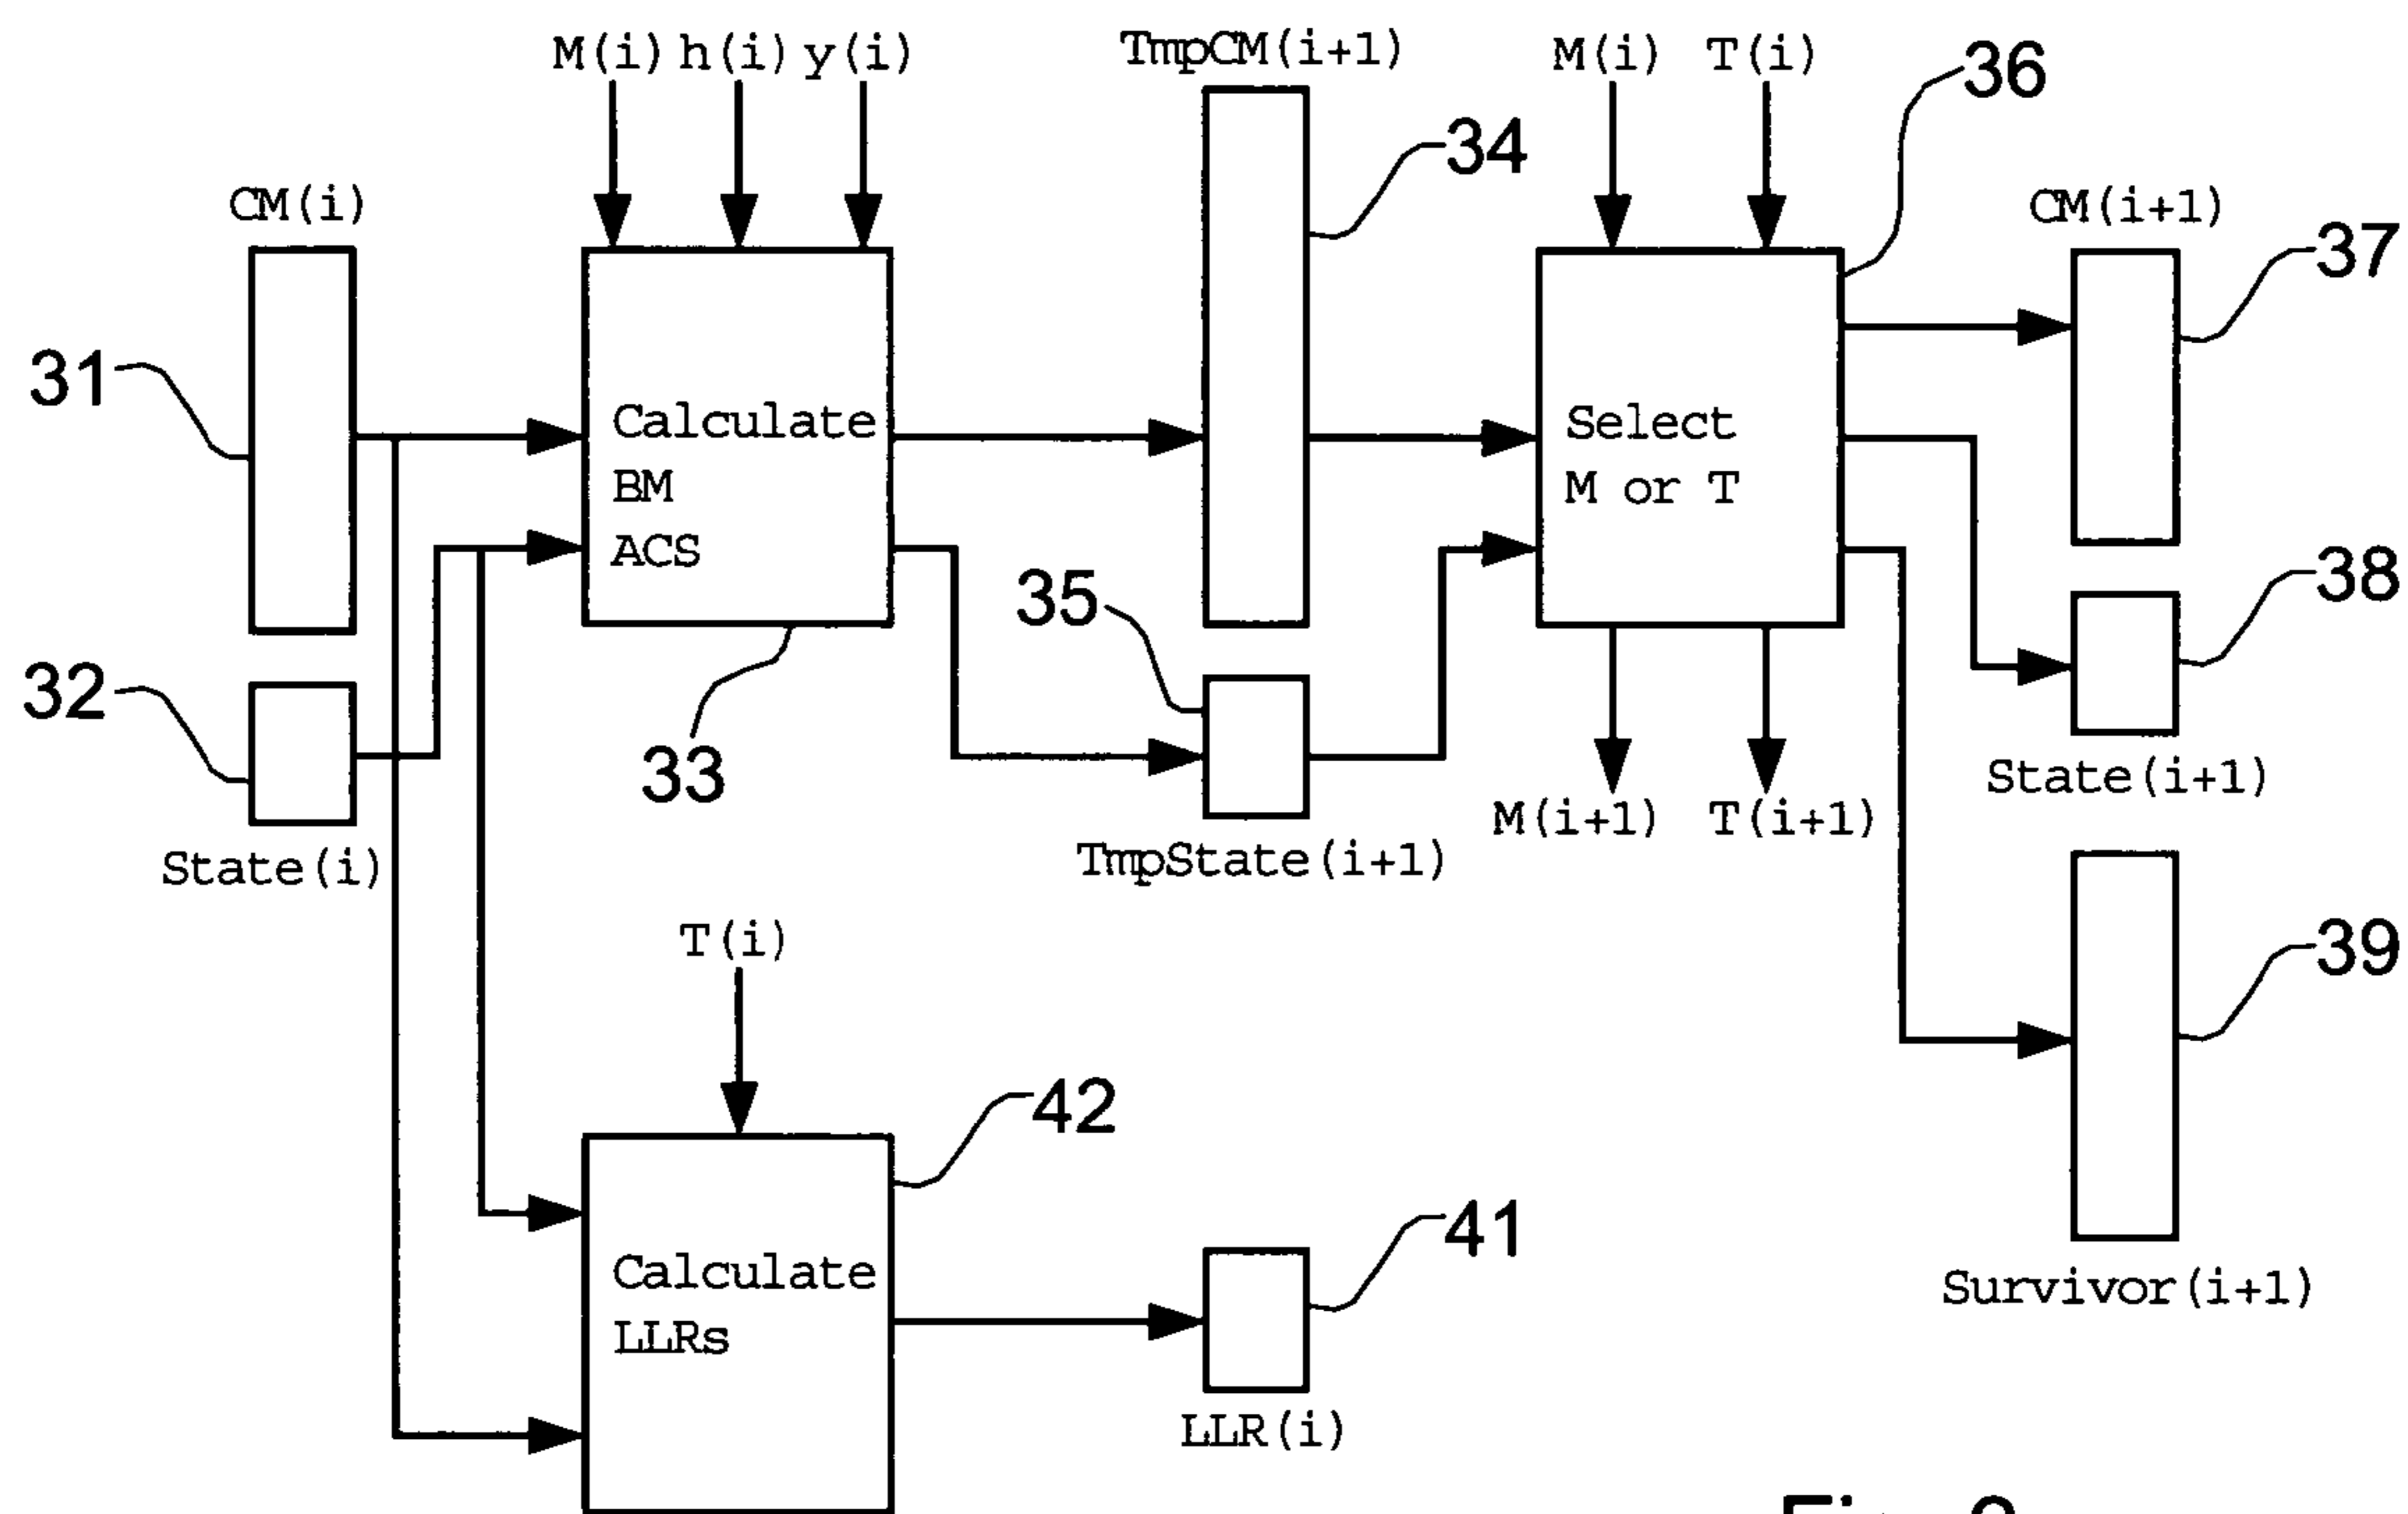 M(i) h(i) y(i)
TmpCM(i+1)
M(i) T(i)
36
34
CM(i)
CM(i+1)
37
31
Calculate
BM
ACS
Select
M or T
35
38
32
33
State(i+1)
M(i+1) T(i+1)
State(i)
TmpState(i+1)
T(i)
39
42
41
Calculate
LLRs
Survivor(i+1)
LLR(i)